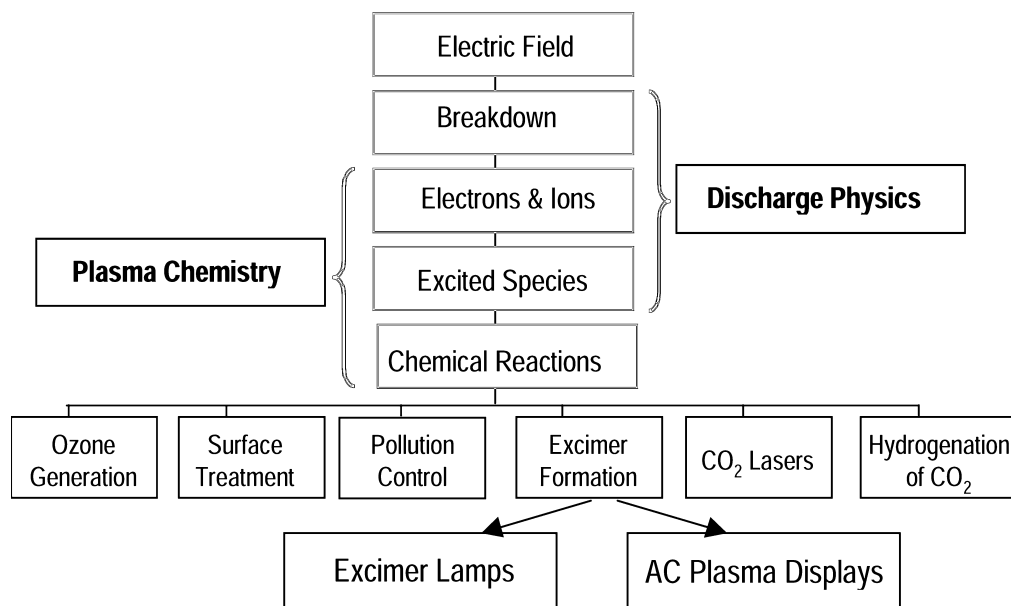 Electric Field
Breakdown
Electrons & Ions
Discharge Physics
Plasma Chemistry
Excited Species
Chemical Reactions
Ozone
Generation
Surface
Treatment
Pollution
Control
Excimer
Formation
CO₂ Lasers
Hydrogenation
of CO₂
Excimer Lamps
AC Plasma Displays